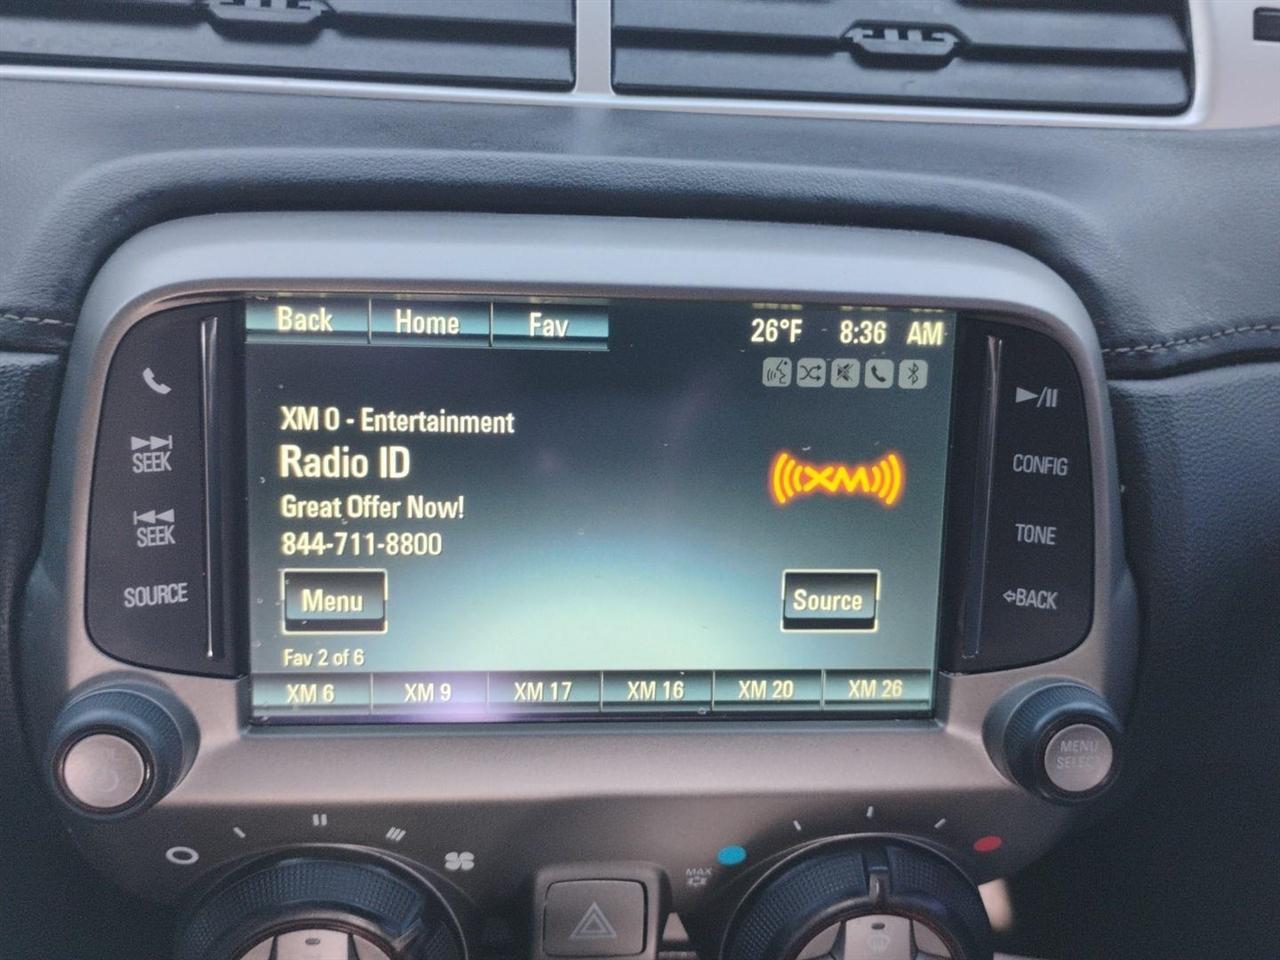 Back Home Fav 26°F 8:36 AM
XM 0 - Entertainment
Radio ID
Great Offer Now!
844-711-8800
XM
Menu
Source
Fav 2 of 6
XM 6 XM 9 XM 17 XM 16 XM 20 XM 26
SEEK
SEEK
SOURCE
CONFIG
TONE
BACK
MENU
SELECT
MAX